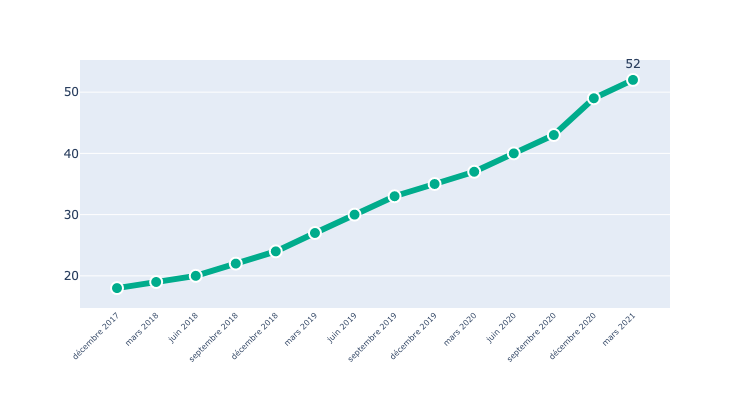 52
50
40
30
20
décembre 2017
mars 2018
juin 2018
septembre 2018
décembre 2018
mars 2019
juin 2019
septembre 2019
décembre 2019
mars 2020
juin 2020
septembre 2020
décembre 2020
mars 2021